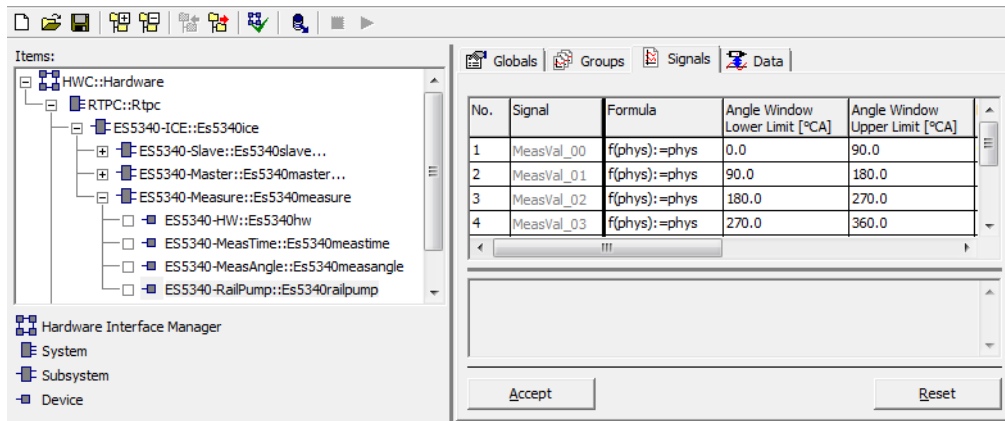 Items:
HWC::Hardware
RTPC::Rtpc
ES5340-ICE::Es5340ice
ES5340-Slave::Es5340slave...
ES5340-Master::Es5340master...
ES5340-Measure::Es5340measure
ES5340-HW::Es5340hw
ES5340-MeasTime::Es5340meastime
ES5340-MeasAngle::Es5340measangle
ES5340-RailPump::Es5340railpump
Hardware Interface Manager
System
Subsystem
Device
Globals Groups Signals Data
No. Signal Formula Angle Window Lower Limit [°CA] Angle Window Upper Limit [°CA]
1 MeasVal_00 f(phys):=phys 0.0 90.0
2 MeasVal_01 f(phys):=phys 90.0 180.0
3 MeasVal_02 f(phys):=phys 180.0 270.0
4 MeasVal_03 f(phys):=phys 270.0 360.0
Accept Reset